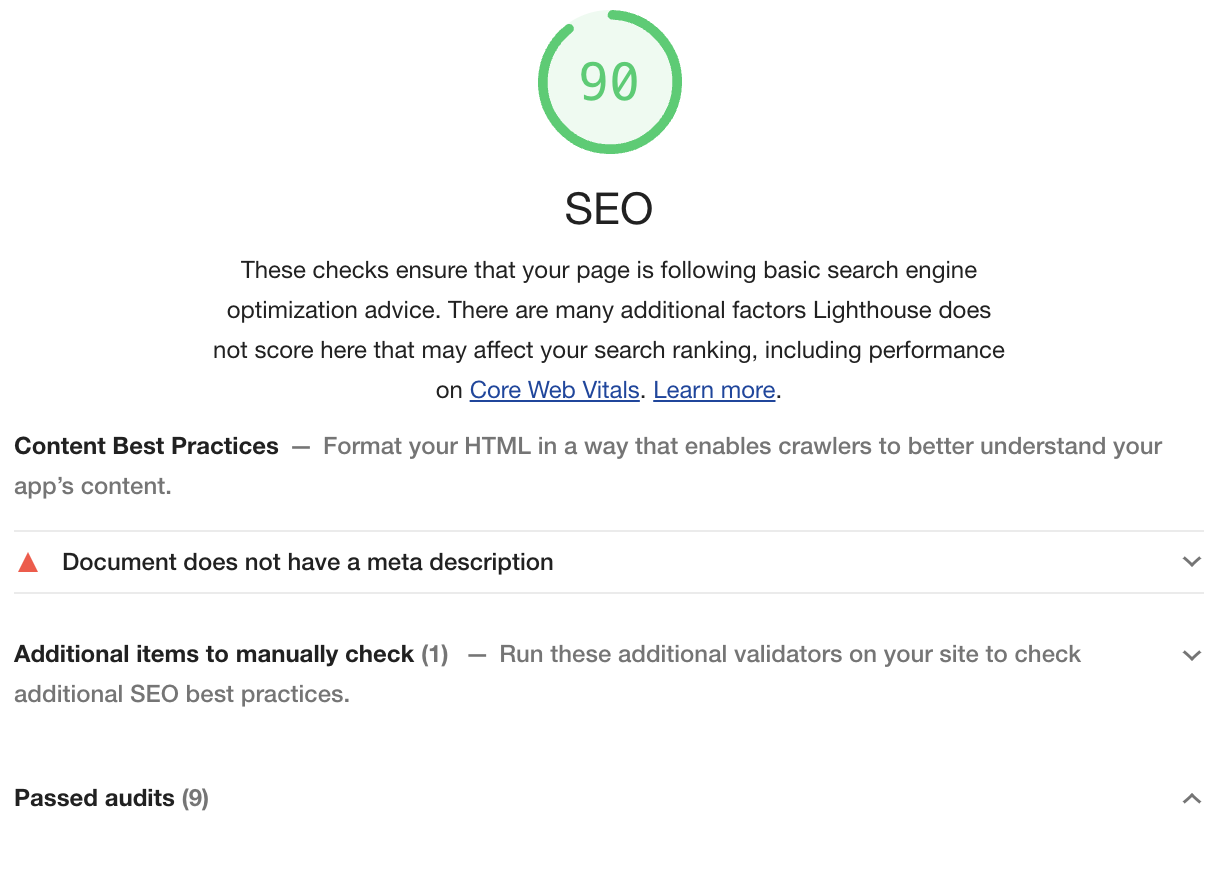 90
SEO
These checks ensure that your page is following basic search engine
optimization advice. There are many additional factors Lighthouse does
not score here that may affect your search ranking, including performance
on Core Web Vitals. Learn more.
Content Best Practices — Format your HTML in a way that enables crawlers to better understand your
app’s content.
Document does not have a meta description
Additional items to manually check (1) — Run these additional validators on your site to check
additional SEO best practices.
Passed audits (9)